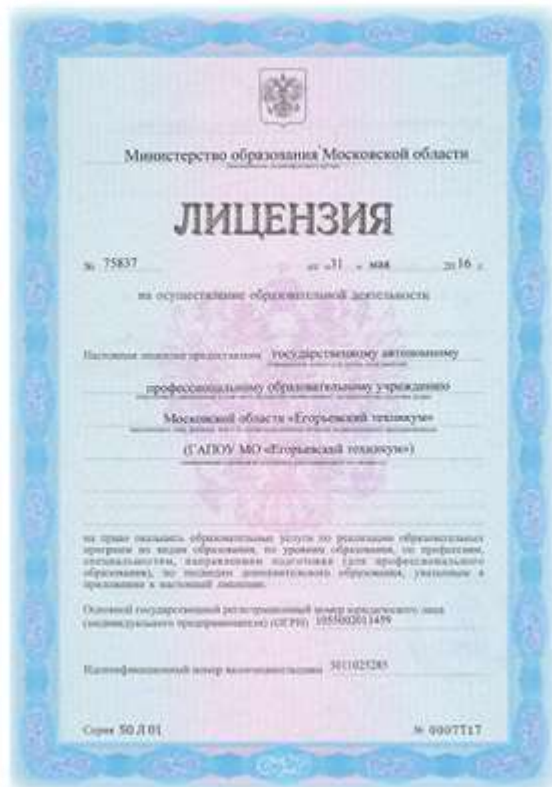 Министерство образования Московской области
ЛИЦЕНЗИЯ
№ 75837 от «31 » мая 20 16 г.
на осуществление образовательной деятельности
Настоящая лицензия предоставлена государственному автономному
профессиональному образовательному учреждению
Московской области «Егорьевский техникум»
(ГАПОУ МО «Егорьевский техникум»)
на право оказывать образовательные услуги по реализации образовательных
программ по видам образования, по уровням образования, по профессиям,
специальностям, направлениям подготовки (для профессионального
образования), по подвидам дополнительного образования, указанным в
приложении к настоящей лицензии.
Основной государственный регистрационный номер юридического лица
(индивидуального предпринимателя) (ОГРН) 1055002011459
Идентификационный номер налогоплательщика 5011025285
Серия 50 Л 01 № 0007717